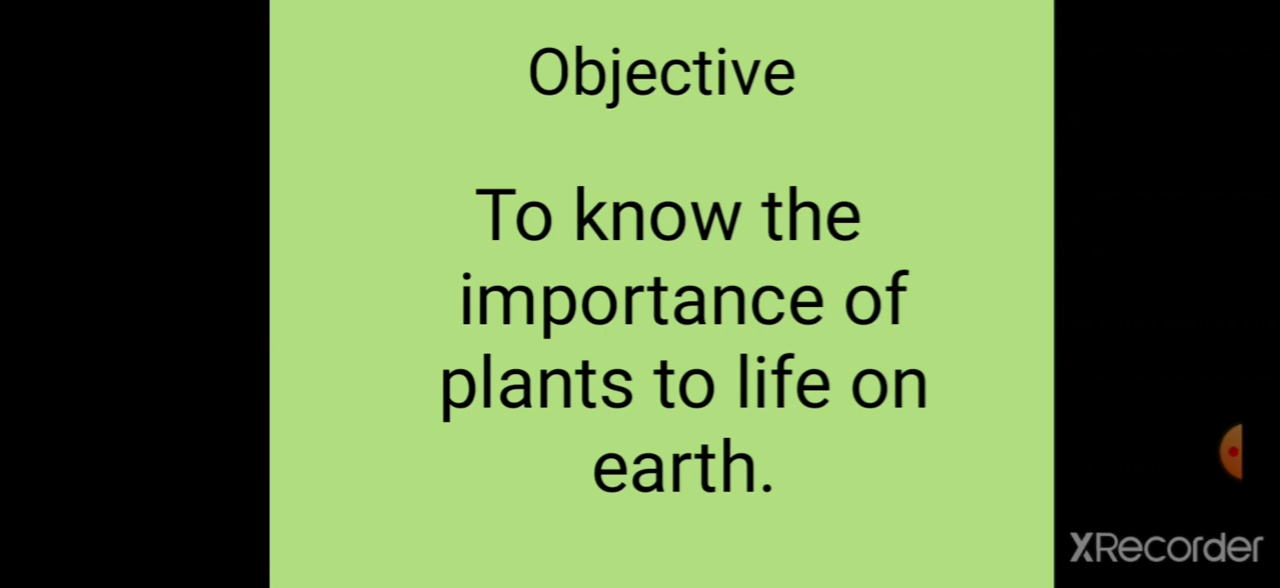 Objective
To know the
importance of
plants to life on
earth.
XRecorder